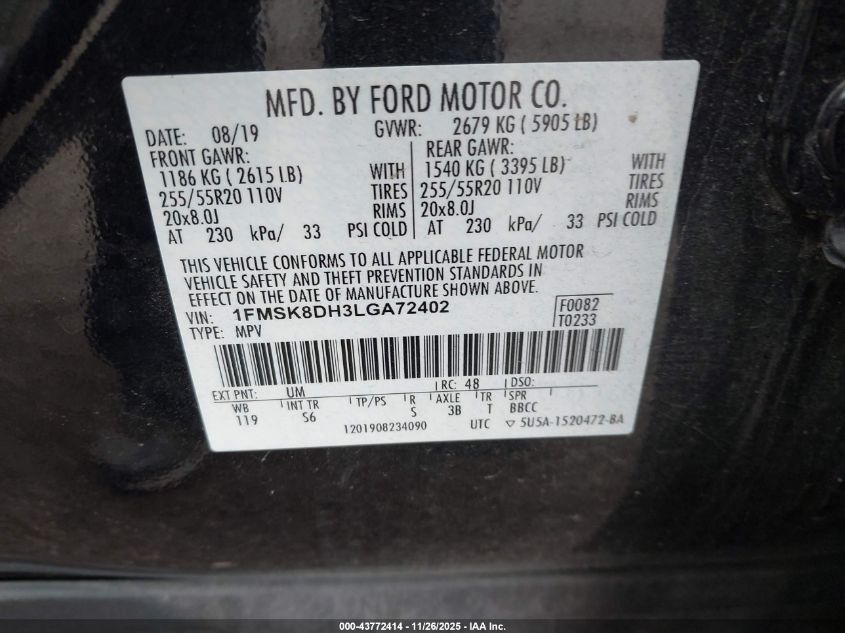 MFD. BY FORD MOTOR CO.
DATE: 08/19 GVWR: 2679 KG ( 5905 LB)
FRONT GAWR: REAR GAWR:
1186 KG ( 2615 LB) WITH 1540 KG ( 3395 LB) WITH
255/55R20 110V TIRES 255/55R20 110V TIRES
20x8.0J RIMS 20x8.0J RIMS
AT 230 kPa/ 33 PSI COLD AT 230 kPa/ 33 PSI COLD
THIS VEHICLE CONFORMS TO ALL APPLICABLE FEDERAL MOTOR
VEHICLE SAFETY AND THEFT PREVENTION STANDARDS IN
EFFECT ON THE DATE OF MANUFACTURE SHOWN ABOVE.
VIN: 1FMSK8DH3LGA72402 F0082
TYPE: MPV T0233
EXT PNT: UM RC: 48 DSO:
WB INT TR TP/PS R AXLE TR SPR
119 S6 S 3B T BBCC
1201908234090 UTC ▽ 5U5A-1520472-BA
000-43772414 - 11/26/2025 - IAA Inc.